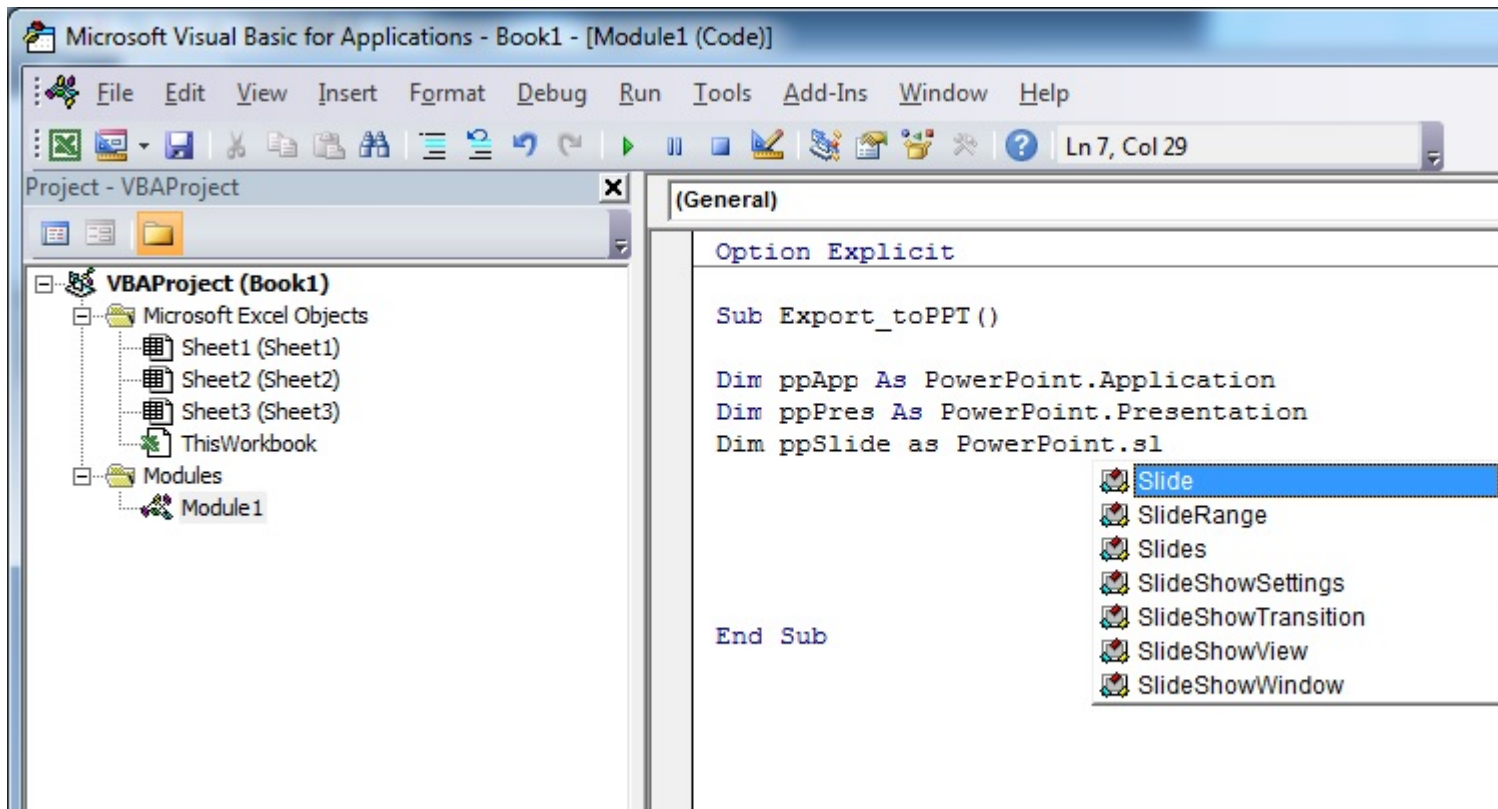 Microsoft Visual Basic for Applications - Book1 - [Module1 (Code)]
File Edit View Insert Format Debug Run Tools Add-Ins Window Help
Ln 7, Col 29
Project - VBAProject
VBAProject (Book1)
Microsoft Excel Objects
Sheet1 (Sheet1)
Sheet2 (Sheet2)
Sheet3 (Sheet3)
ThisWorkbook
Modules
Module1
(General)
Option Explicit
Sub Export_toPPT()
Dim ppApp As PowerPoint.Application
Dim ppPres As PowerPoint.Presentation
Dim ppSlide as PowerPoint.sl
Slide
SlideRange
Slides
SlideShowSettings
SlideShowTransition
SlideShowView
SlideShowWindow
End Sub